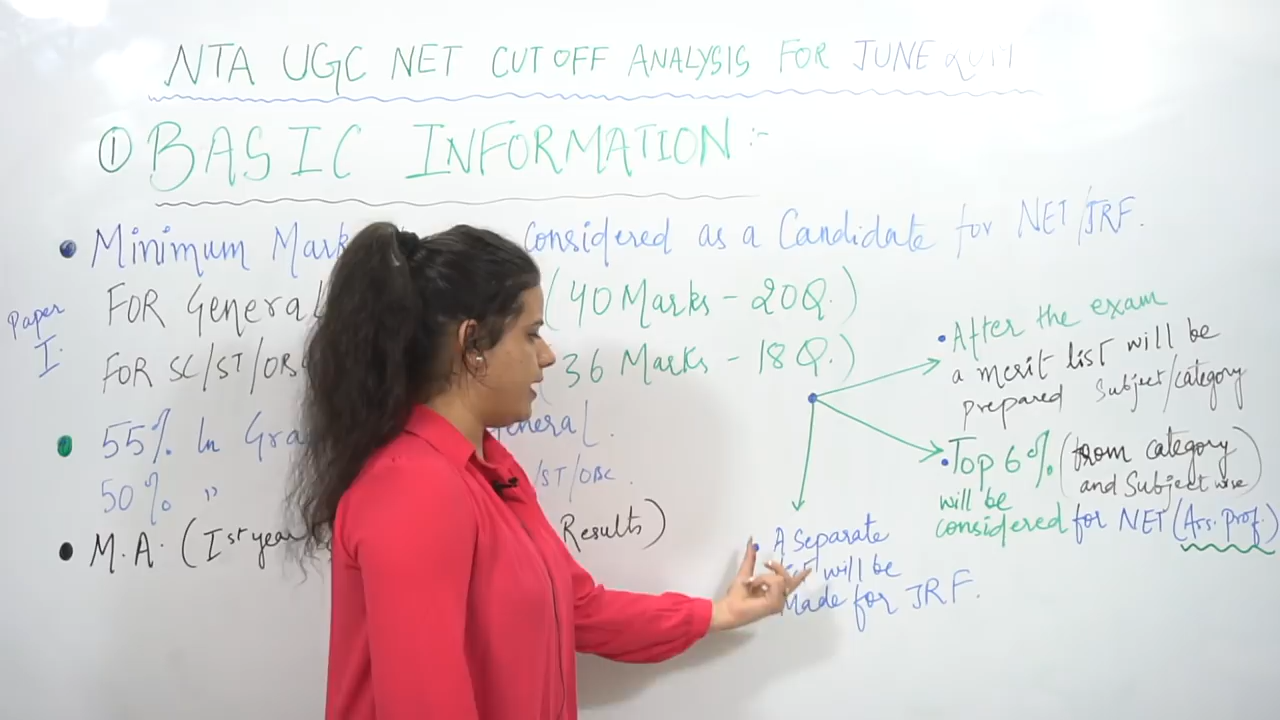 NTA UGC NET CUT OFF ANALYSIS FOR JUNE 2019
① BASIC INFORMATION :-
• Minimum Mark considered as a Candidate for NET/JRF.
Paper I.
FOR General (40 Marks - 20Q.)
FOR SC/ST/OBC 36 Marks - 18Q.)
• 55% In Gra General.
50% " /ST/OBC.
• M.A. (Ist year Results)
• After the exam
a merit list will be
prepared Subject/category
• Top 6% (from category
and Subject wise)
will be
considered for NET (Ass. Prof.)
• A Separate
will be
Made for JRF.